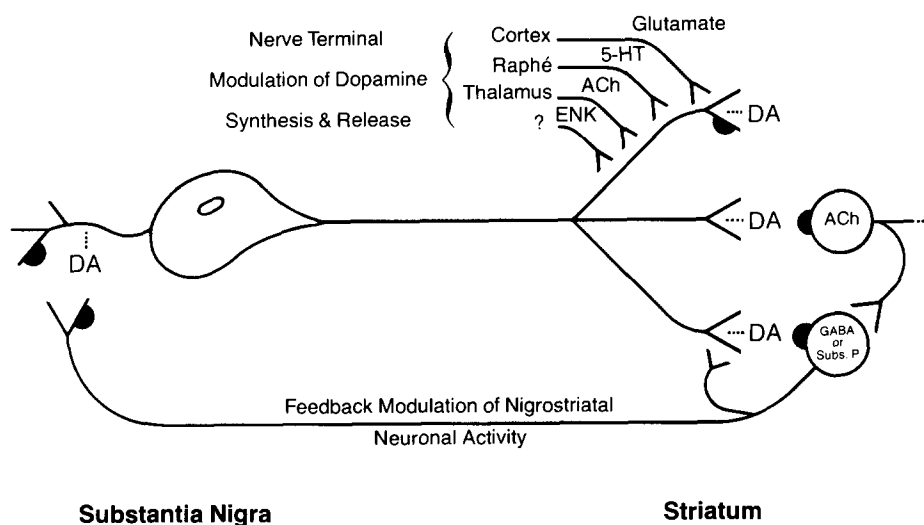 Nerve Terminal
Modulation of Dopamine
Synthesis & Release
Cortex
Glutamate
Raphé
5-HT
Thalamus
ACh
?
ENK
DA
DA
ACh
DA
DA
GABA
or
Subs. P
Feedback Modulation of Nigrostriatal
Neuronal Activity
Substantia Nigra
Striatum